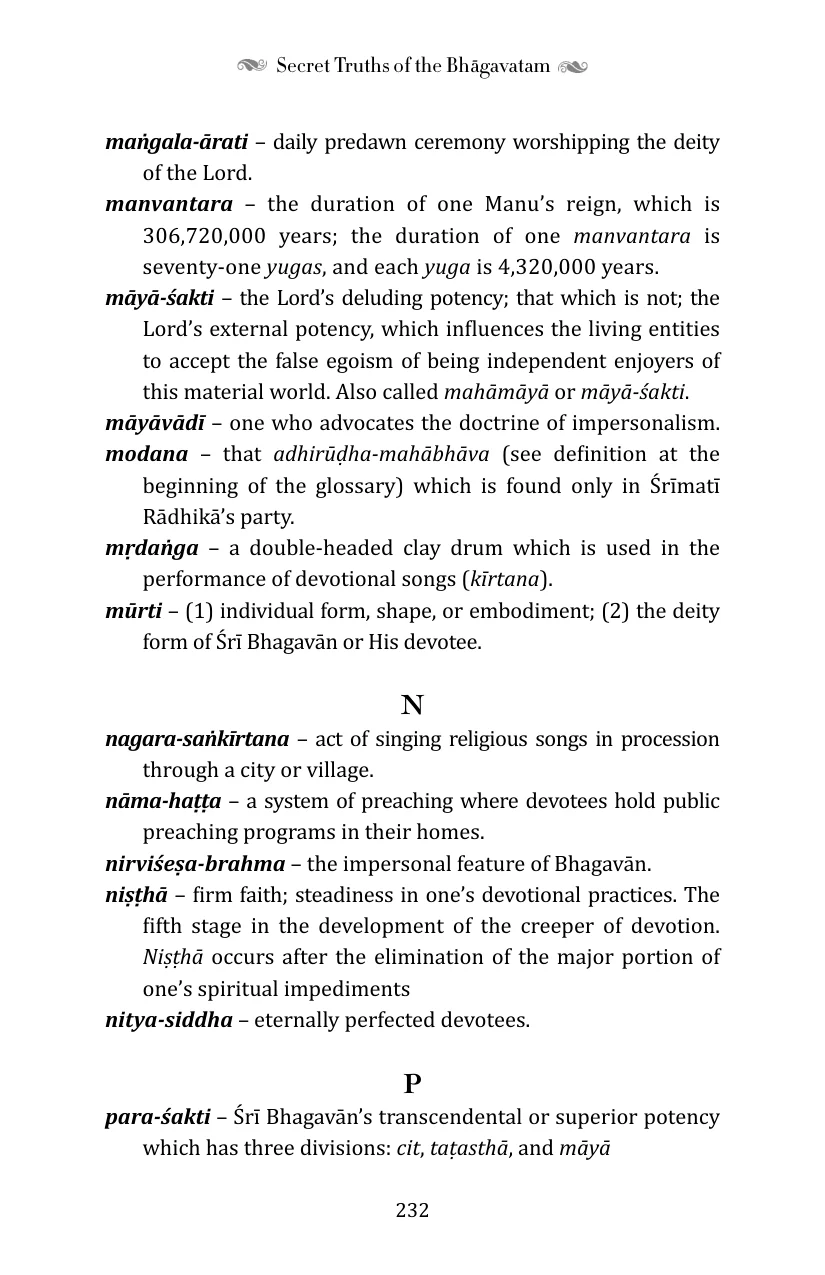 Secret Truths of the Bhāgavatam
maṅgala-ārati – daily predawn ceremony worshipping the deity
of the Lord.
manvantara – the duration of one Manu’s reign, which is
306,720,000 years; the duration of one manvantara is
seventy-one yugas, and each yuga is 4,320,000 years.
māyā-śakti – the Lord’s deluding potency; that which is not; the
Lord’s external potency, which influences the living entities
to accept the false egoism of being independent enjoyers of
this material world. Also called mahāmāyā or māyā-śakti.
māyāvādī – one who advocates the doctrine of impersonalism.
modana – that adhirūḍha-mahābhāva (see definition at the
beginning of the glossary) which is found only in Śrīmatī
Rādhikā’s party.
mṛdaṅga – a double-headed clay drum which is used in the
performance of devotional songs (kīrtana).
mūrti – (1) individual form, shape, or embodiment; (2) the deity
form of Śrī Bhagavān or His devotee.
N
nagara-saṅkīrtana – act of singing religious songs in procession
through a city or village.
nāma-haṭṭa – a system of preaching where devotees hold public
preaching programs in their homes.
nirviśeṣa-brahma – the impersonal feature of Bhagavān.
niṣṭhā – firm faith; steadiness in one’s devotional practices. The
fifth stage in the development of the creeper of devotion.
Niṣṭhā occurs after the elimination of the major portion of
one’s spiritual impediments
nitya-siddha – eternally perfected devotees.
P
para-śakti – Śrī Bhagavān’s transcendental or superior potency
which has three divisions: cit, taṭasthā, and māyā
232